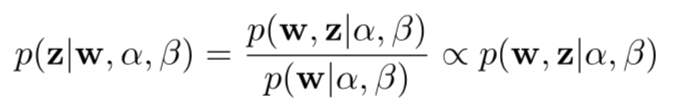 p(𝐳|𝐰, α, β) = p(𝐰, 𝐳|α, β) / p(𝐰|α, β) ∝ p(𝐰, 𝐳|α, β)